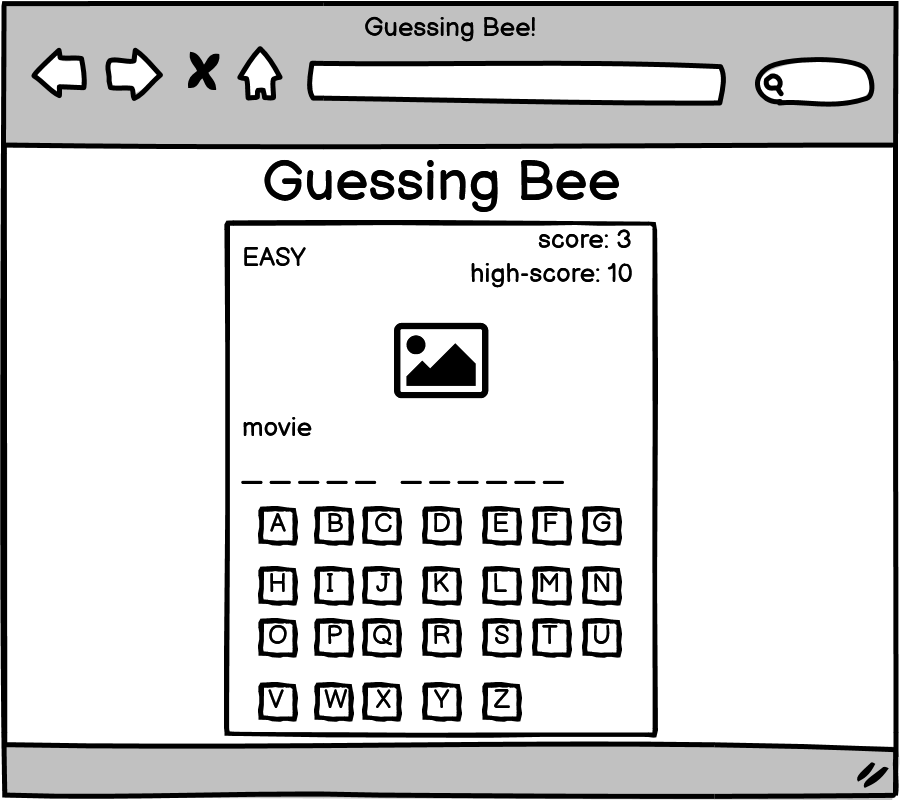 Guessing Bee!
Guessing Bee
score: 3
EASY
high-score: 10
movie
_ _ _ _ _ _ _ _ _ _ _
A B C D E F G
H I J K L M N
O P Q R S T U
V W X Y Z